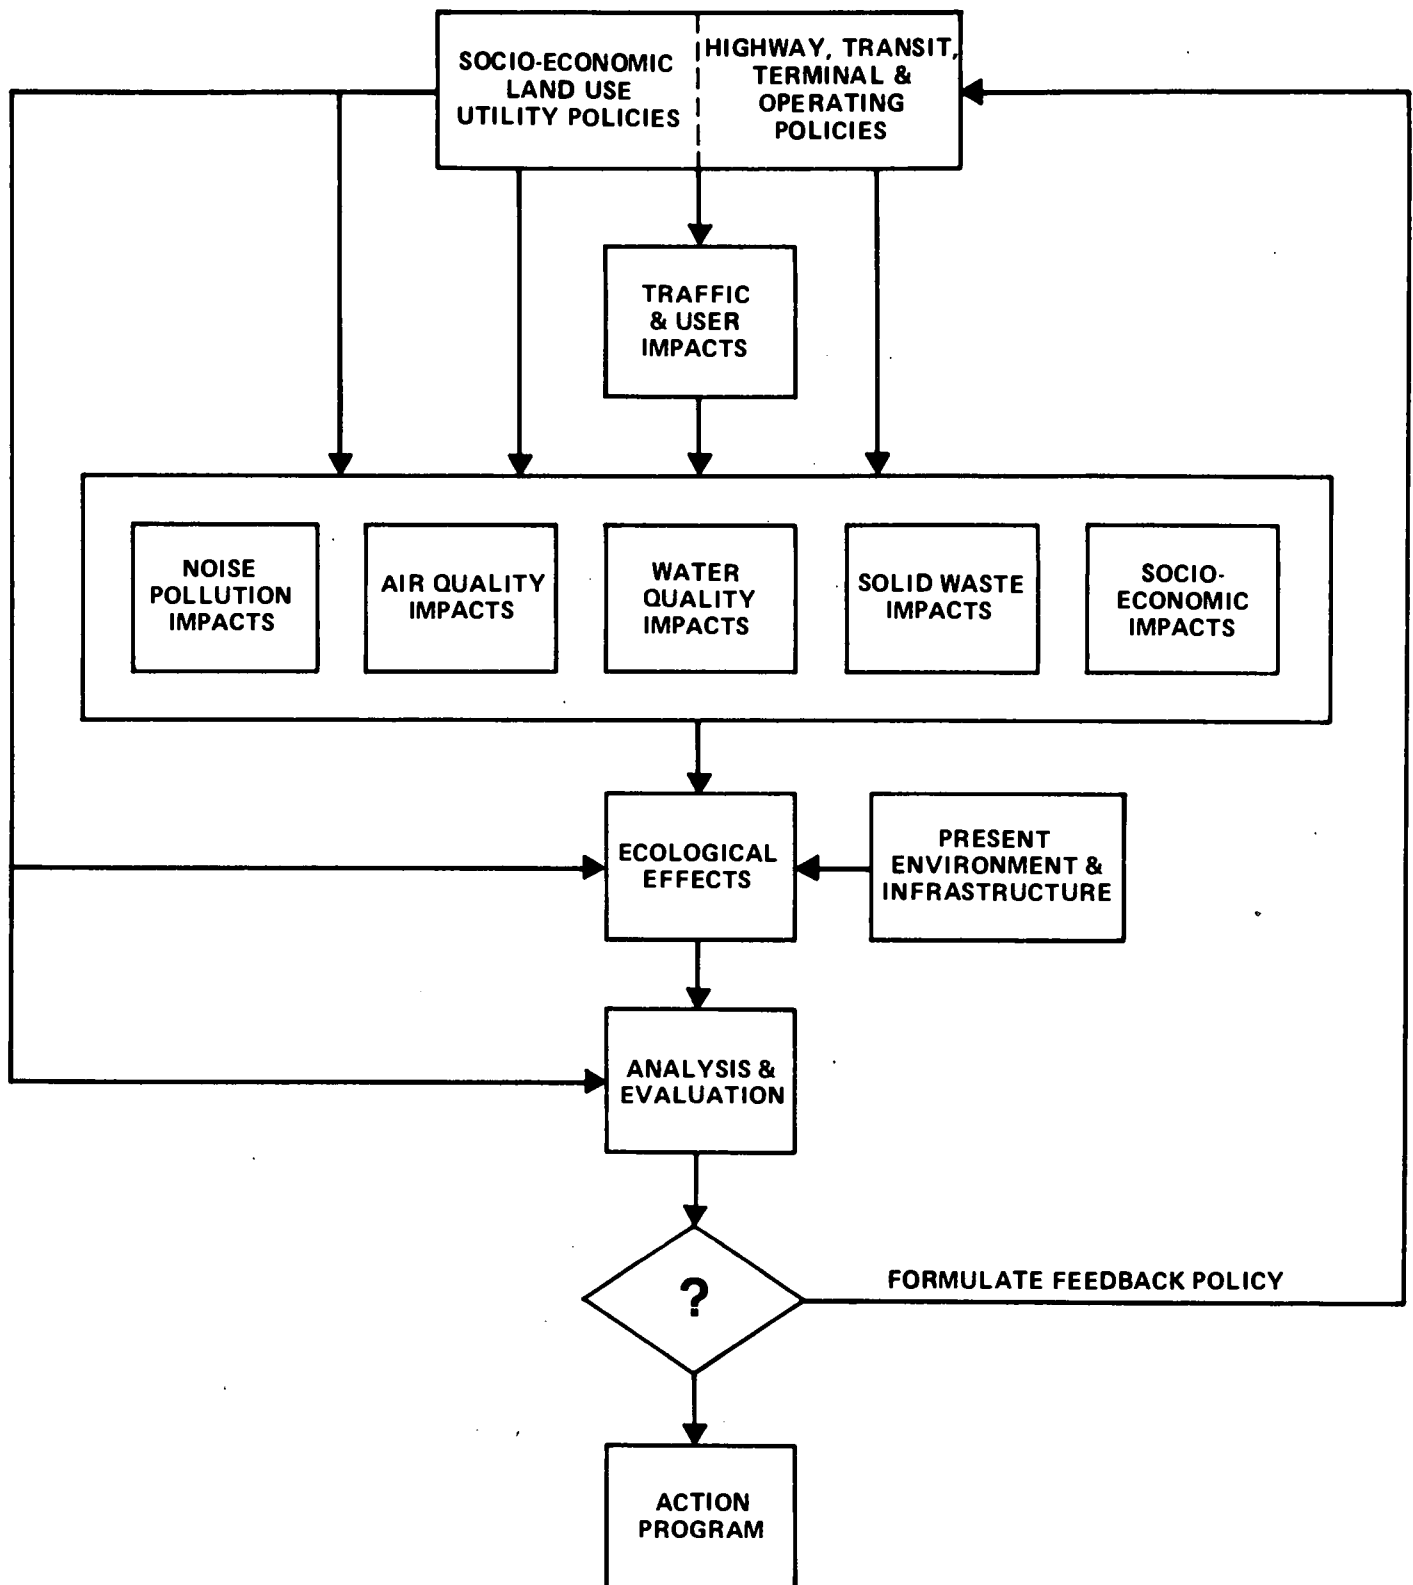 SOCIO-ECONOMIC
LAND USE
UTILITY POLICIES
HIGHWAY, TRANSIT,
TERMINAL &
OPERATING
POLICIES
TRAFFIC
& USER
IMPACTS
NOISE
POLLUTION
IMPACTS
AIR QUALITY
IMPACTS
WATER
QUALITY
IMPACTS
SOLID WASTE
IMPACTS
SOCIO-
ECONOMIC
IMPACTS
ECOLOGICAL
EFFECTS
PRESENT
ENVIRONMENT &
INFRASTRUCTURE
ANALYSIS &
EVALUATION
?
FORMULATE FEEDBACK POLICY
ACTION
PROGRAM